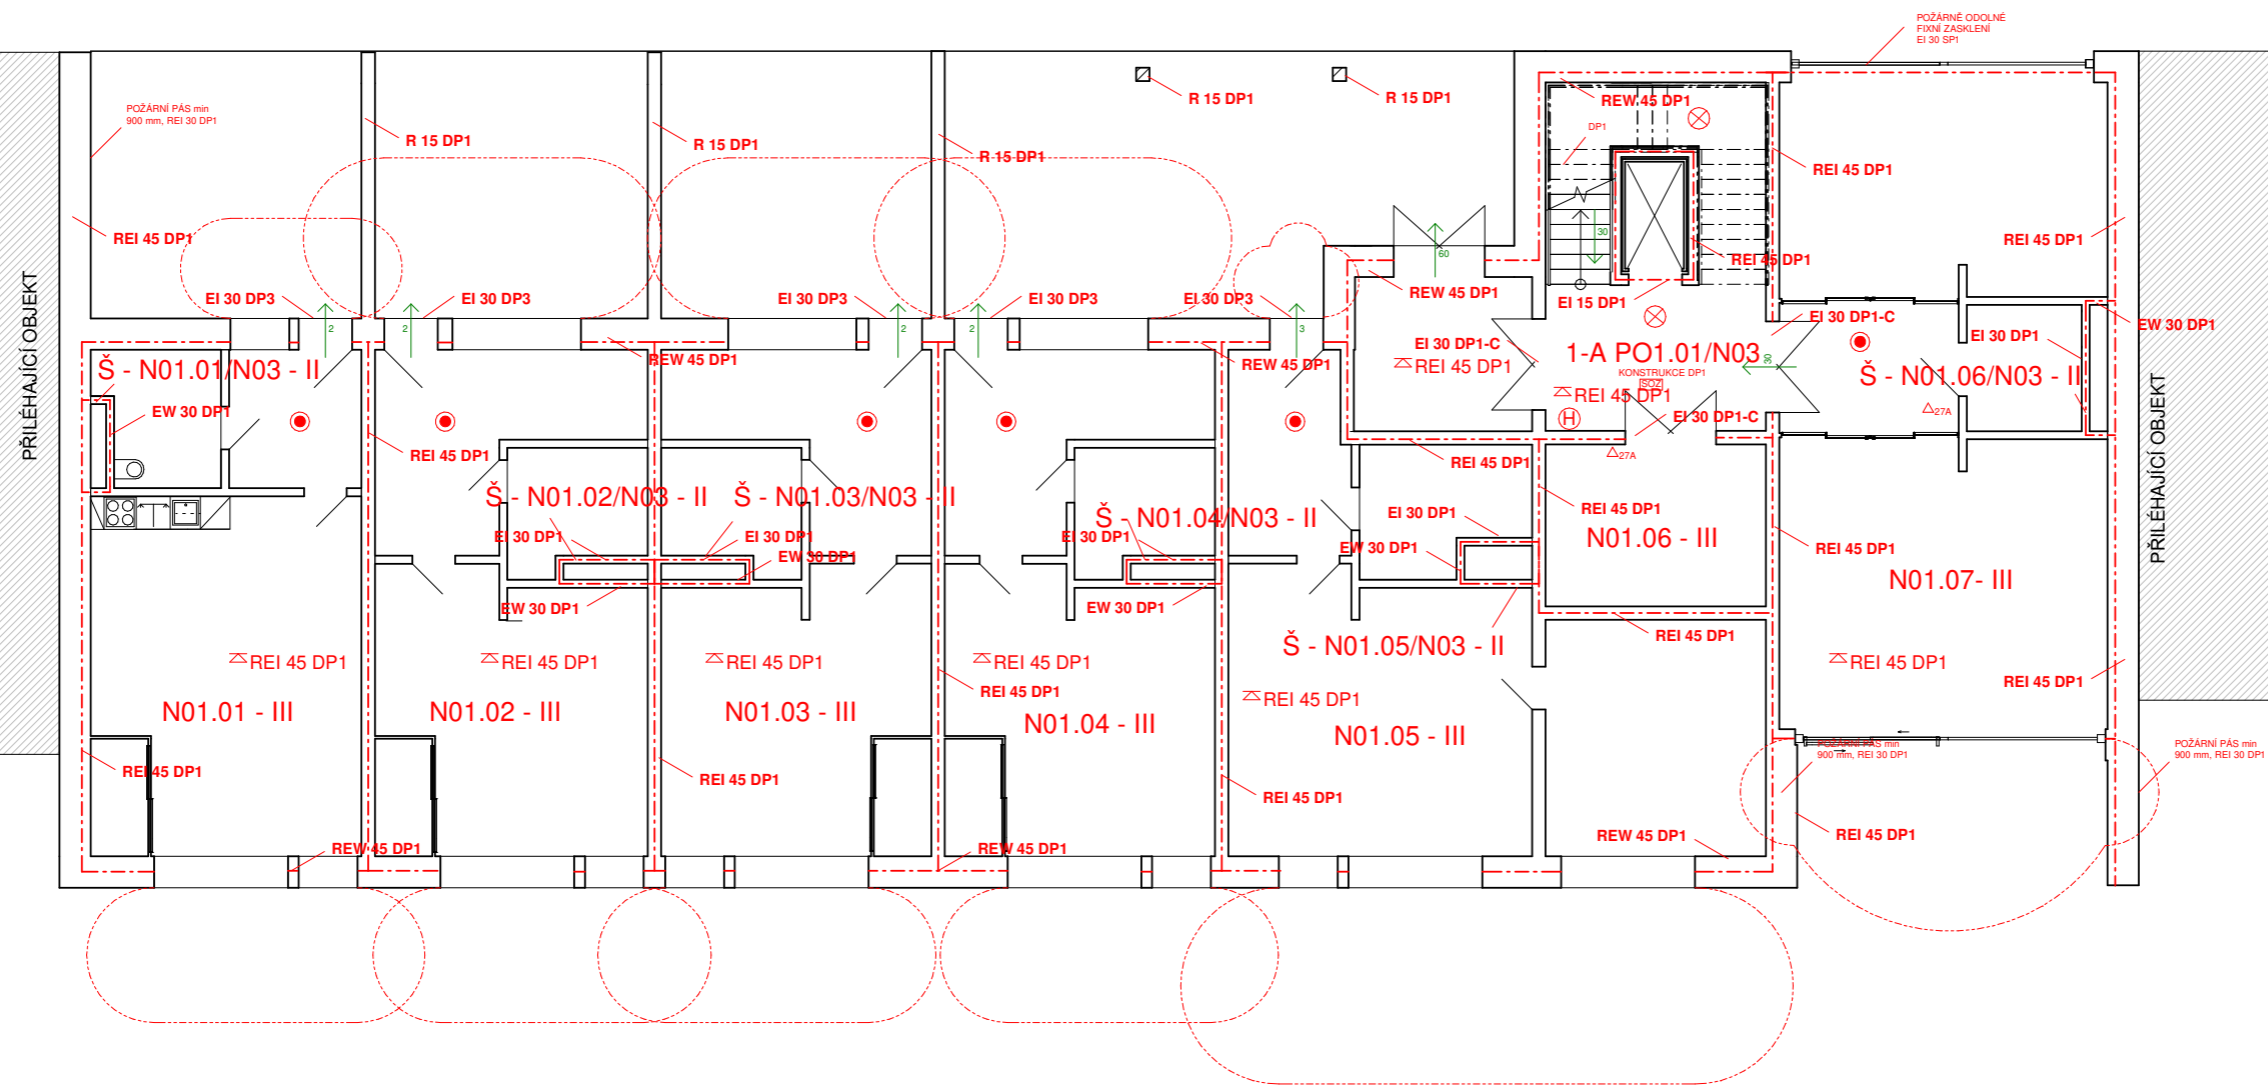 POŽÁRNĚ ODOLNÉ
FIXNÍ ZASKLENÍ
EI 30 SP1
POŽÁRNÍ PÁS min
900 mm, REI 30 DP1
R 15 DP1
R 15 DP1
R 15 DP1
R 15 DP1
R 15 DP1
REW 45 DP1
DP1
REI 45 DP1
REI 45 DP1
REI 45 DP1
30
REI 45 DP1
60
REW 45 DP1
EI 15 DP1
PŘILÉHAJÍCÍ OBJEKT
EI 30 DP3
EI 30 DP3
EI 30 DP3
EI 30 DP3
EI 30 DP3
2
2
2
2
3
EI 30 DP1-C
EI 30 DP1
EW 30 DP1
REW 45 DP1
REW 45 DP1
EI 30 DP1-C
REI 45 DP1
1-A PO1.01/N03
KONSTRUKCE DP1
SOZ
REI 45 DP1
30
Š - N01.01/N03 - II
EW 30 DP1
Š - N01.06/N03 - II
27A
H
EI 30 DP1-C
27A
PŘILÉHAJÍCÍ OBJEKT
REI 45 DP1
REI 45 DP1
Š - N01.02/N03 - II
Š - N01.03/N03 - II
Š - N01.04/N03 - II
EI 30 DP1
REI 45 DP1
EI 30 DP1
EI 30 DP1
EI 30 DP1
EW 30 DP1
EW 30 DP1
N01.06 - III
REI 45 DP1
N01.07- III
EW 30 DP1
EW 30 DP1
REI 45 DP1
Š - N01.05/N03 - II
REI 45 DP1
REI 45 DP1
REI 45 DP1
REI 45 DP1
REI 45 DP1
REI 45 DP1
REI 45 DP1
REI 45 DP1
N01.01 - III
N01.02 - III
N01.03 - III
N01.04 - III
N01.05 - III
POŽÁRNÍ PÁS min
900 mm, REI 30 DP1
POŽÁRNÍ PÁS min
900 mm, REI 30 DP1
REI 45 DP1
REI 45 DP1
REI 45 DP1
REW 45 DP1
REI 45 DP1
REW 45 DP1
REW 45 DP1